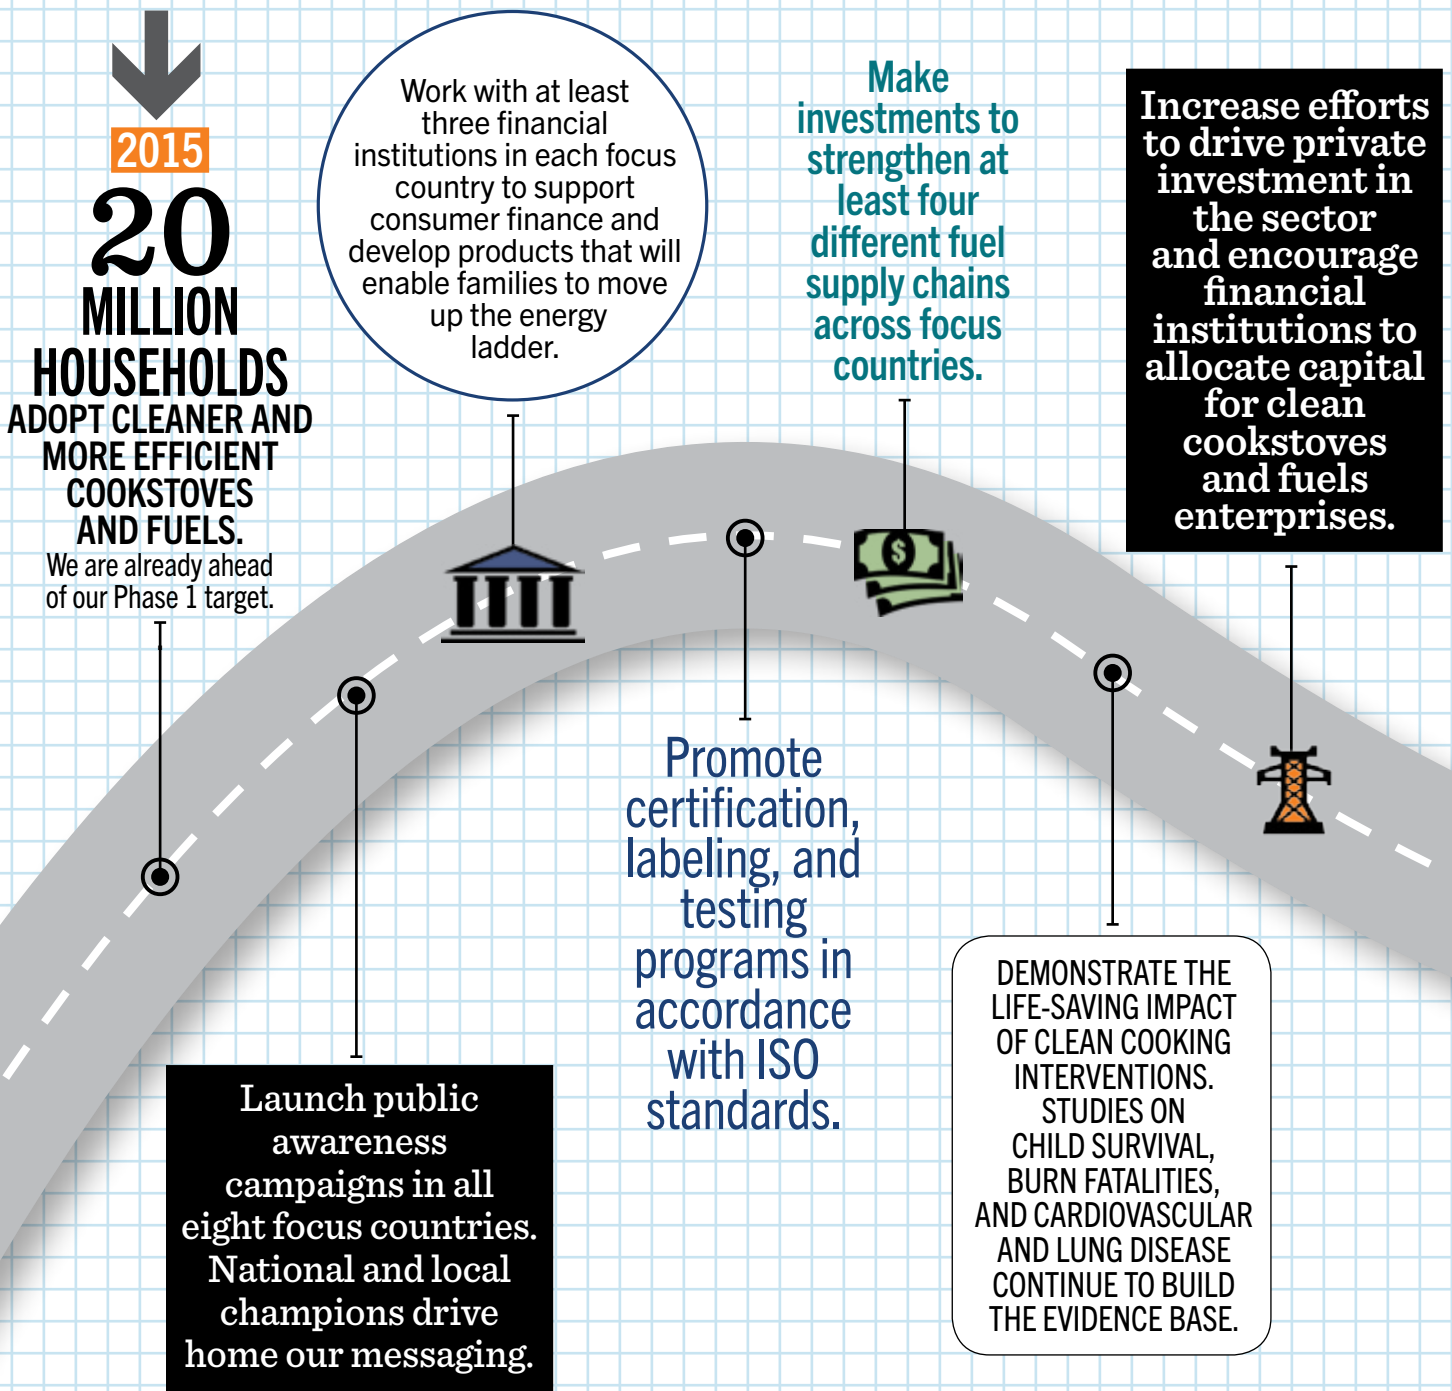 2015
20
MILLION
HOUSEHOLDS
ADOPT CLEANER AND
MORE EFFICIENT
COOKSTOVES
AND FUELS.
We are already ahead
of our Phase 1 target.
Launch public
awareness
campaigns in all
eight focus countries.
National and local
champions drive
home our messaging.
Work with at least
three financial
institutions in each focus
country to support
consumer finance and
develop products that will
enable families to move
up the energy
ladder.
Promote
certification,
labeling, and
testing
programs in
accordance
with ISO
standards.
Make
investments to
strengthen at
least four
different fuel
supply chains
across focus
countries.
$
DEMONSTRATE THE
LIFE-SAVING IMPACT
OF CLEAN COOKING
INTERVENTIONS.
STUDIES ON
CHILD SURVIVAL,
BURN FATALITIES,
AND CARDIOVASCULAR
AND LUNG DISEASE
CONTINUE TO BUILD
THE EVIDENCE BASE.
Increase efforts
to drive private
investment in
the sector
and encourage
financial
institutions to
allocate capital
for clean
cookstoves
and fuels
enterprises.